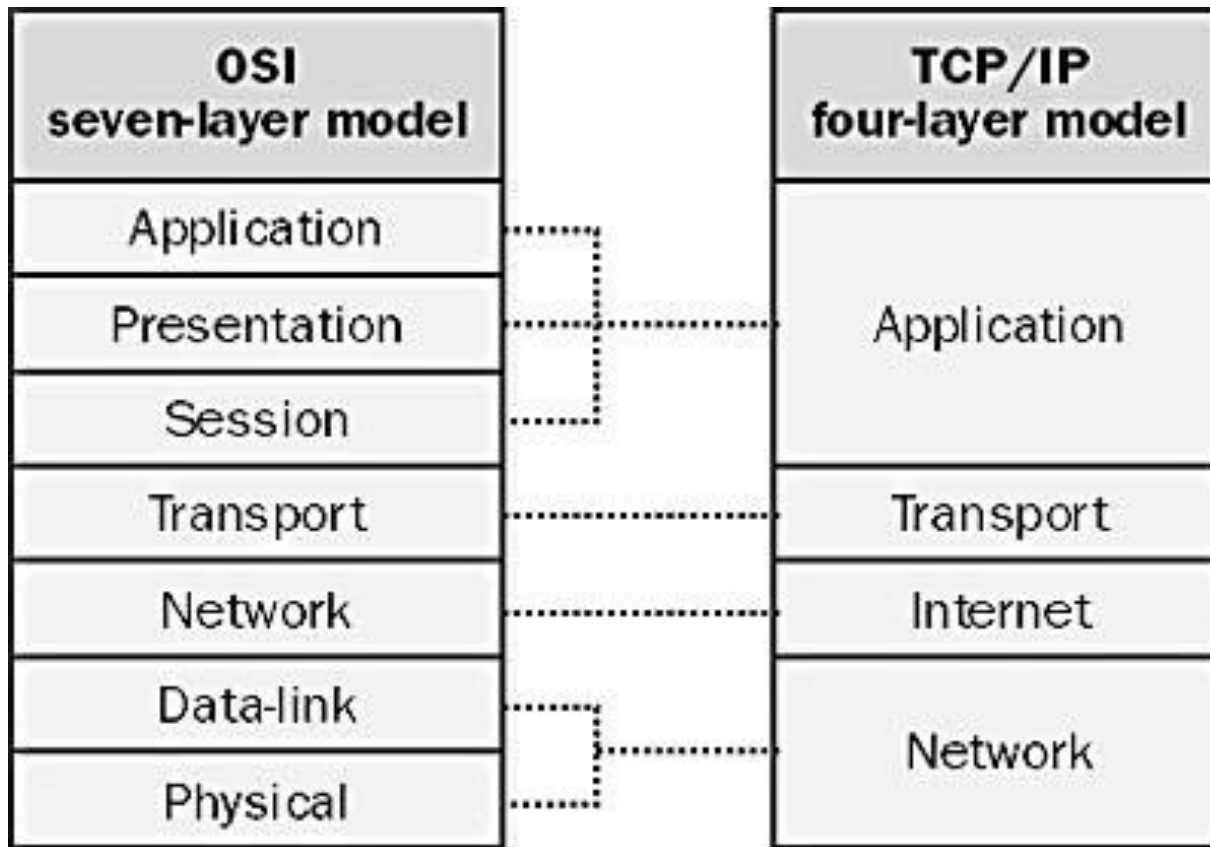 OSI
seven-layer model
Application
Presentation
Session
Transport
Network
Data-link
Physical
TCP/IP
four-layer model
Application
Transport
Internet
Network